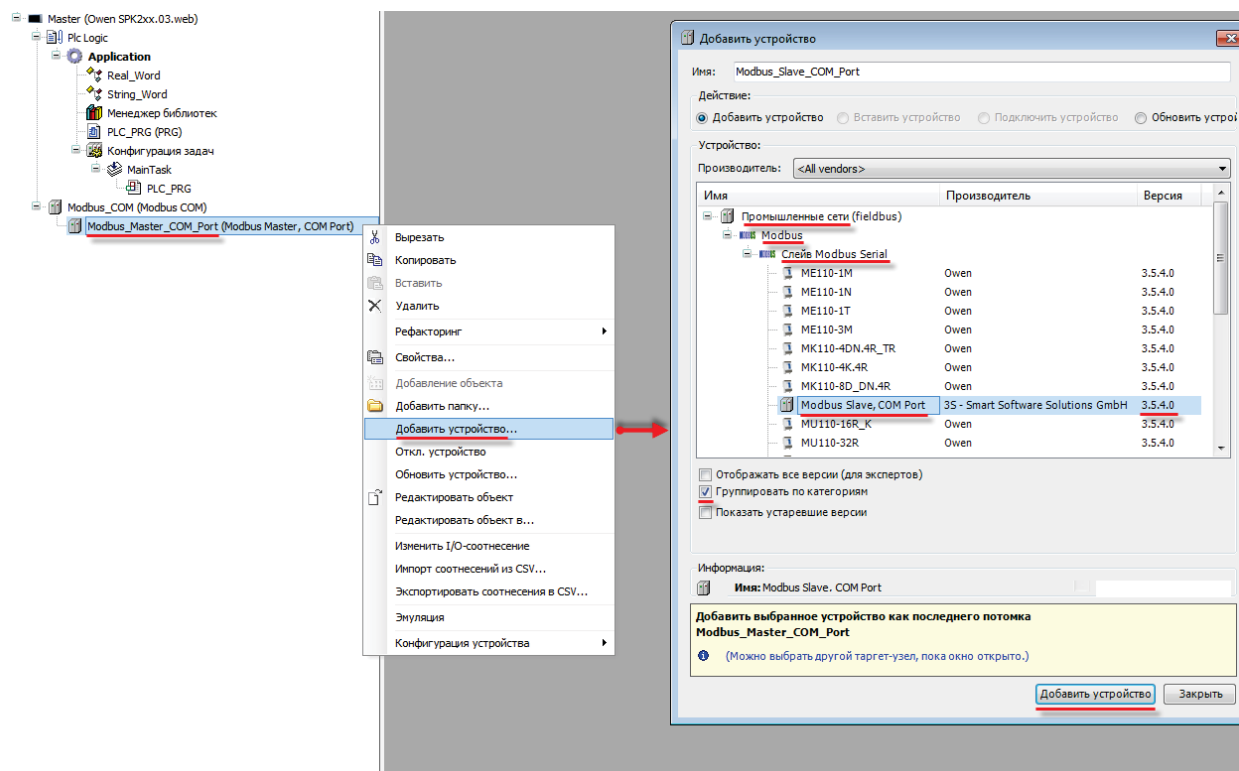 Master (Owen SPK2xx.03.web)
Plc Logic
Application
Real_Word
String_Word
Менеджер библиотек
PLC_PRG (PRG)
Конфигурация задач
MainTask
PLC_PRG
Modbus_COM (Modbus COM)
Modbus_Master_COM_Port (Modbus Master, COM Port)
Вырезать
Копировать
Вставить
Удалить
Рефакторинг
Свойства...
Добавление объекта
Добавить папку...
Добавить устройство...
Откл. устройство
Обновить устройство...
Редактировать объект
Редактировать объект в...
Изменить I/O-соотнесение
Импорт соотнесений из CSV...
Экспортировать соотнесения в CSV...
Эмуляция
Конфигурация устройства
Добавить устройство
Имя: Modbus_Slave_COM_Port
Действие:
Добавить устройство Вставить устройство Подключить устройство Обновить устрой
Устройство:
Производитель: <All vendors>
Имя Производитель Версия
Промышленные сети (fieldbus)
Modbus
Слейв Modbus Serial
ME110-1M Owen 3.5.4.0
ME110-1N Owen 3.5.4.0
ME110-1T Owen 3.5.4.0
ME110-3M Owen 3.5.4.0
MK110-4DN.4R_TR Owen 3.5.4.0
MK110-4K.4R Owen 3.5.4.0
MK110-8D_DN.4R Owen 3.5.4.0
Modbus Slave, COM Port 3S - Smart Software Solutions GmbH 3.5.4.0
MU110-16R_K Owen 3.5.4.0
MU110-32R Owen 3.5.4.0
Отображать все версии (для экспертов)
Группировать по категориям
Показать устаревшие версии
Информация:
Имя: Modbus Slave. COM Port
Добавить выбранное устройство как последнего потомка
Modbus_Master_COM_Port
(Можно выбрать другой таргет-узел, пока окно открыто.)
Добавить устройство Закрыть